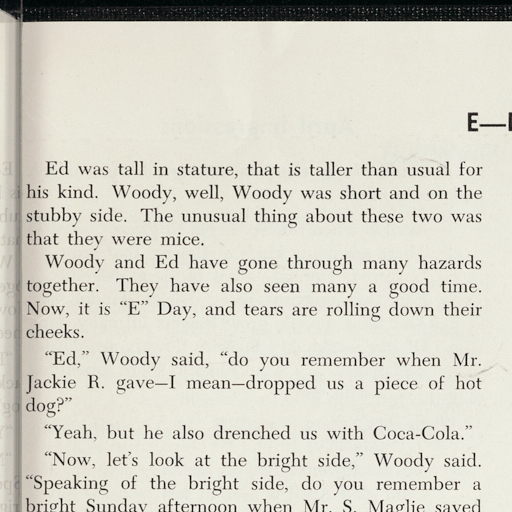 E—
Ed was tall in stature, that is taller than usual for
his kind. Woody, well, Woody was short and on the
stubby side. The unusual thing about these two was
that they were mice.
Woody and Ed have gone through many hazards
together. They have also seen many a good time.
Now, it is “E” Day, and tears are rolling down their
cheeks.
“Ed,” Woody said, “do you remember when Mr.
Jackie R. gave—I mean—dropped us a piece of hot
dog?”
“Yeah, but he also drenched us with Coca-Cola.”
“Now, let’s look at the bright side,” Woody said.
“Speaking of the bright side, do you remember a
bright Sunday afternoon when Mr. S. Maglie saved